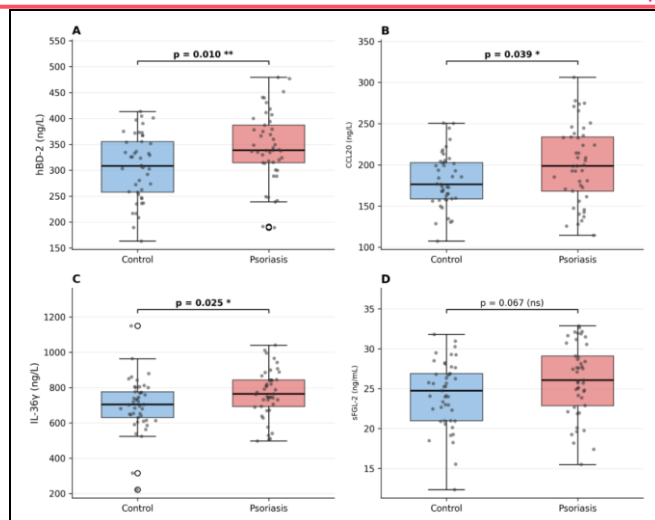 A
p = 0.010 **
hBD-2 (ng/L)
550
500
450
400
350
300
250
200
150
Control
Psoriasis
B
p = 0.039 *
CCL20 (ng/L)
350
300
250
200
150
100
Control
Psoriasis
C
p = 0.025 *
IL-36γ (ng/L)
1200
1000
800
600
400
200
Control
Psoriasis
D
p = 0.067 (ns)
sFGL-2 (ng/mL)
35
30
25
20
15
Control
Psoriasis